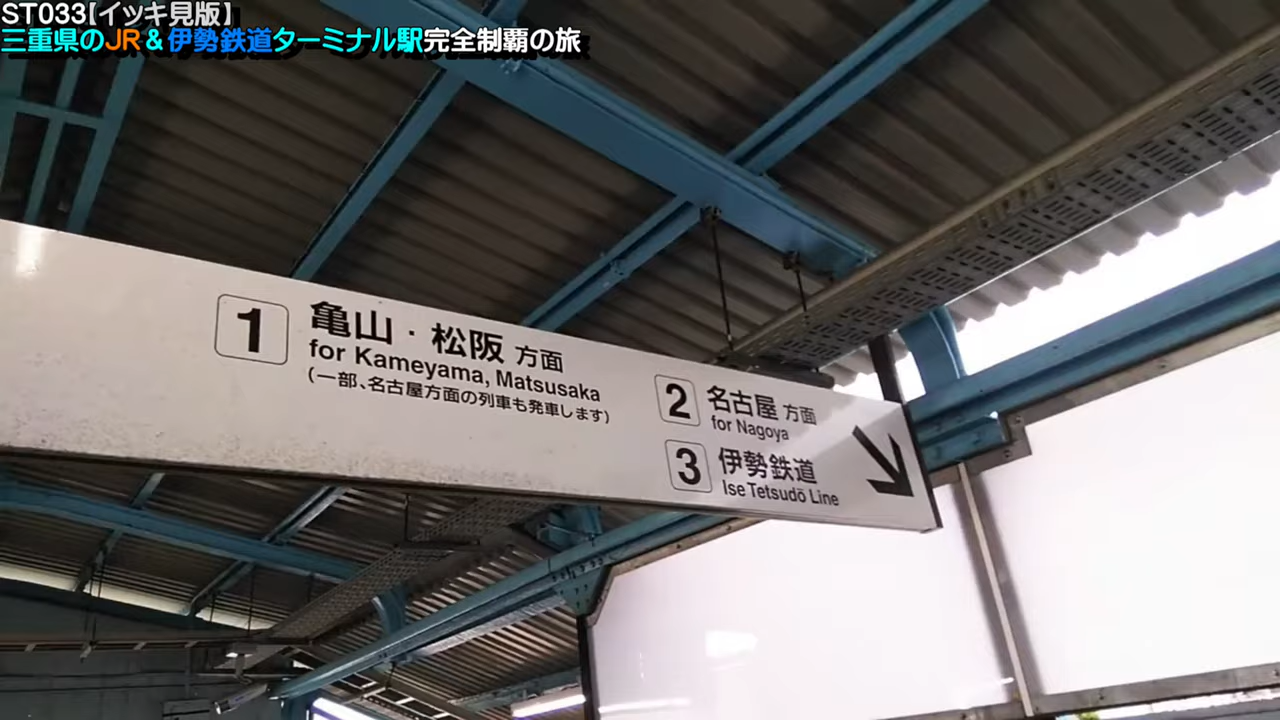 ST033【イッキ見版】
三重県のJR＆伊勢鉄道ターミナル駅完全制覇の旅
1 亀山・松阪 方面
for Kameyama, Matsusaka
(一部、名古屋方面の列車も発車します)
2 名古屋 方面
for Nagoya
3 伊勢鉄道
Ise Tetsudō Line